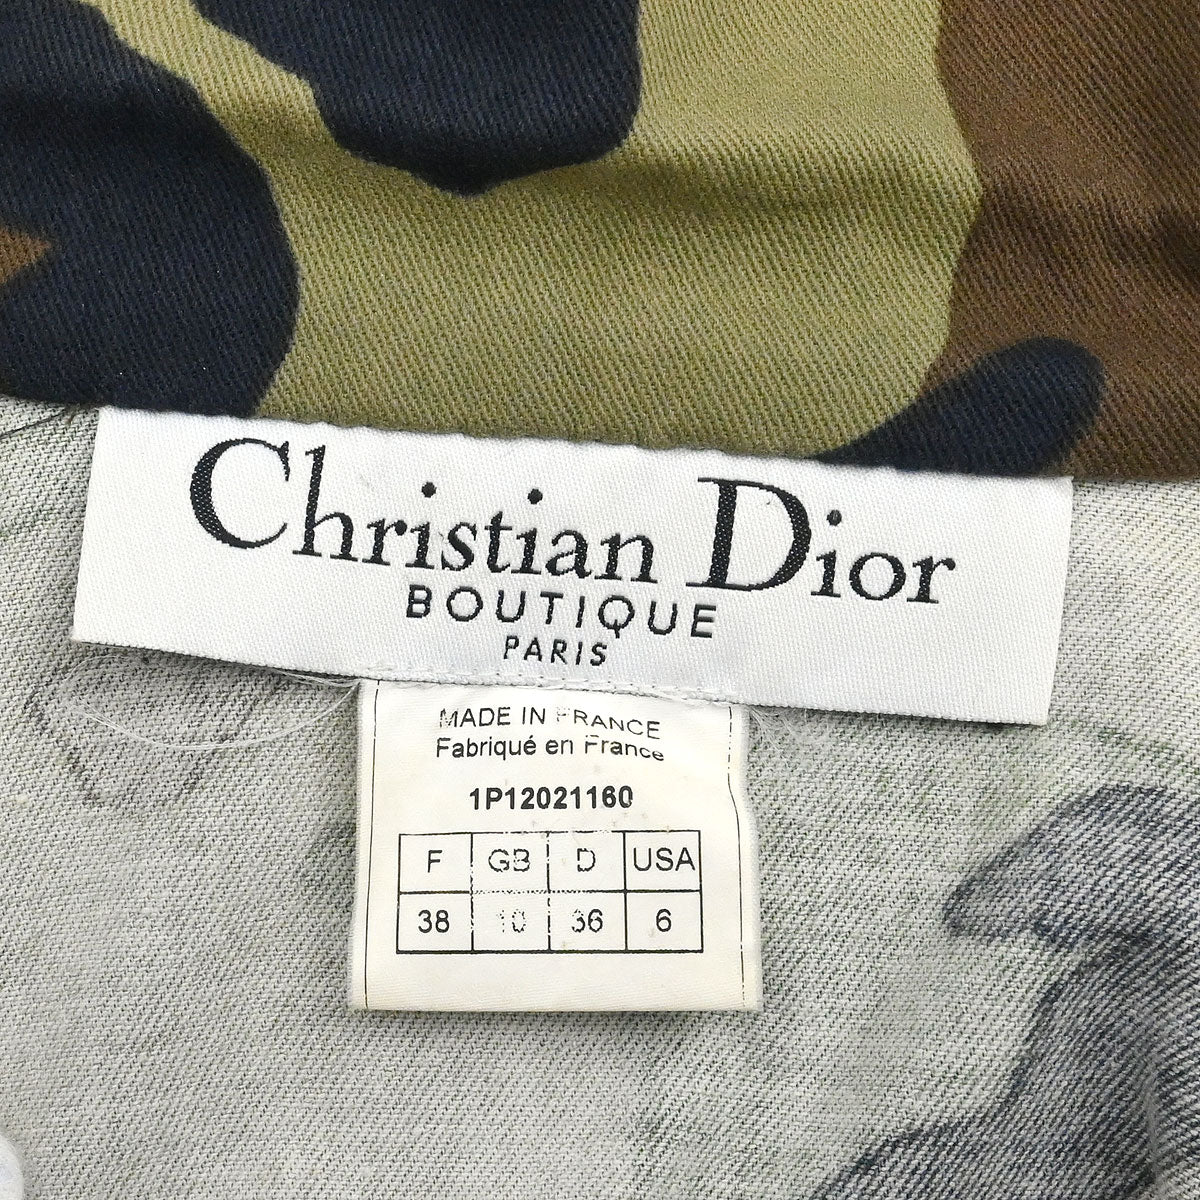 Christian Dior
BOUTIQUE
PARIS
MADE IN FRANCE
Fabriqué en France
1P12021160
F GB D USA
38 10 36 6